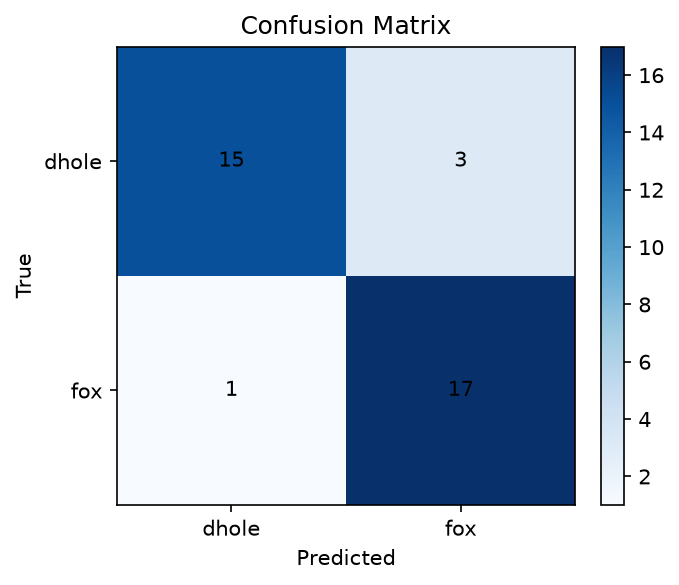 Confusion Matrix
True
dhole
15
3
fox
1
17
dhole
fox
Predicted
16
14
12
10
8
6
4
2